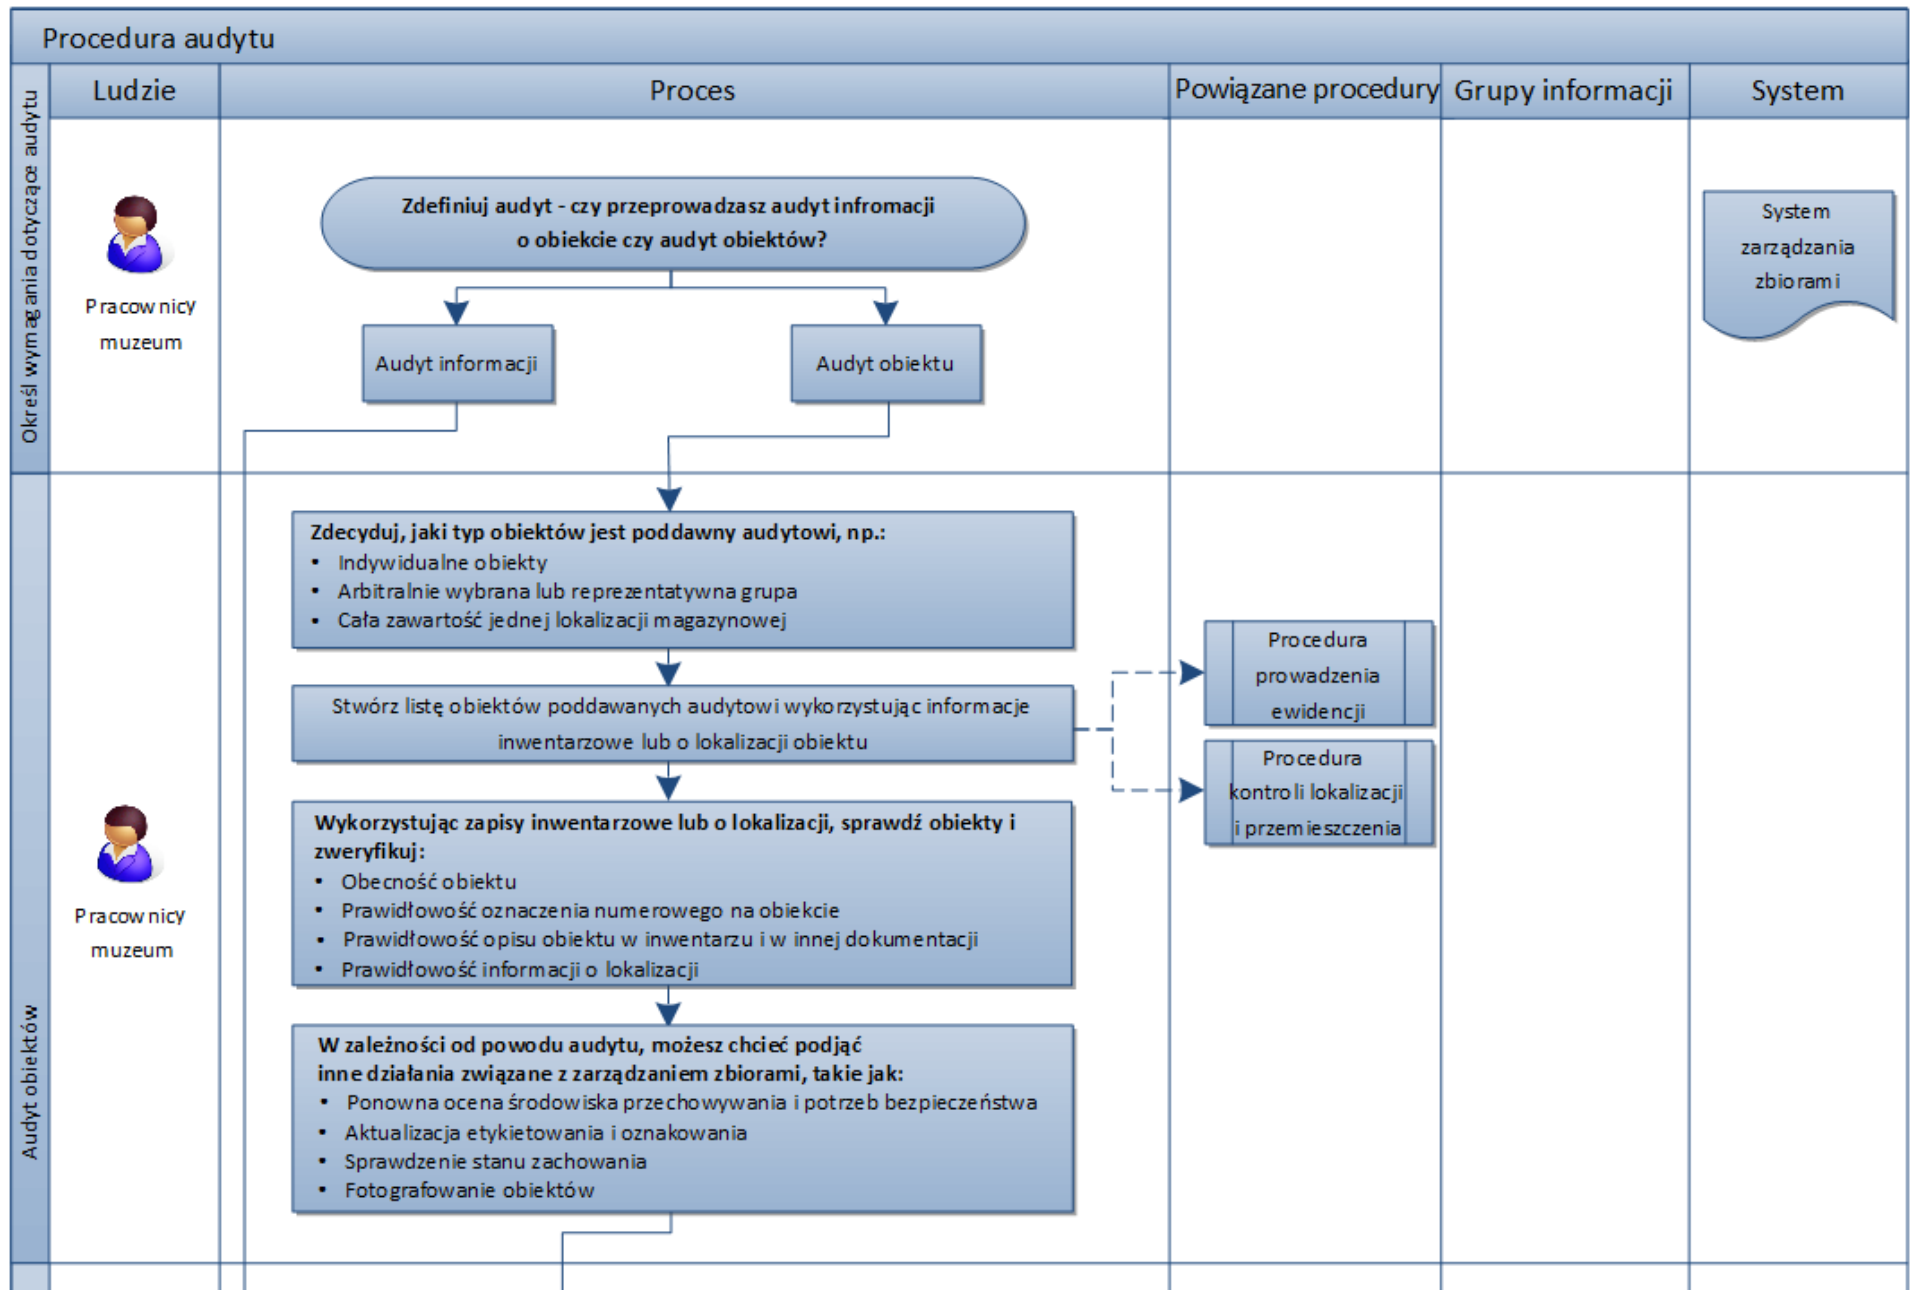 Procedura audytu
Ludzie
Proces
Powiązane procedury
Grupy informacji
System
Określ wymagania dotyczące audytu
Pracownicy
muzeum
Zdefiniuj audyt - czy przeprowadzasz audyt infromacji
o obiekcie czy audyt obiektów?
Audyt informacji
Audyt obiektu
System
zarządzania
zbiorami
Audyt obiektów
Pracownicy
muzeum
Zdecyduj, jaki typ obiektów jest poddawny audytowi, np.:
• Indywidualne obiekty
• Arbitralnie wybrana lub reprezentatywna grupa
• Cała zawartość jednej lokalizacji magazynowej
Stwórz listę obiektów poddawanych audytowi wykorzystując informacje
inwentarzowe lub o lokalizacji obiektu
Procedura
prowadzenia
ewidencji
Procedura
kontroli lokalizacji
i przemieszczenia
Wykorzystując zapisy inwentarzowe lub o lokalizacji, sprawdź obiekty i
zweryfikuj:
• Obecność obiektu
• Prawidłowość oznaczenia numerowego na obiekcie
• Prawidłowość opisu obiektu w inwentarzu i w innej dokumentacji
• Prawidłowość informacji o lokalizacji
W zależności od powodu audytu, możesz chcieć podjąć
inne działania związane z zarządzaniem zbiorami, takie jak:
• Ponowna ocena środowiska przechowywania i potrzeb bezpieczeństwa
• Aktualizacja etykietowania i oznakowania
• Sprawdzenie stanu zachowania
• Fotografowanie obiektów